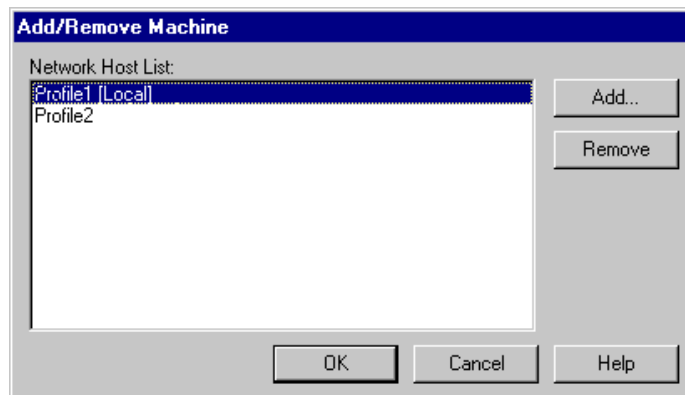 Add/Remove Machine
Network Host List:
Profile1 [Local]
Profile2
Add...
Remove
OK
Cancel
Help